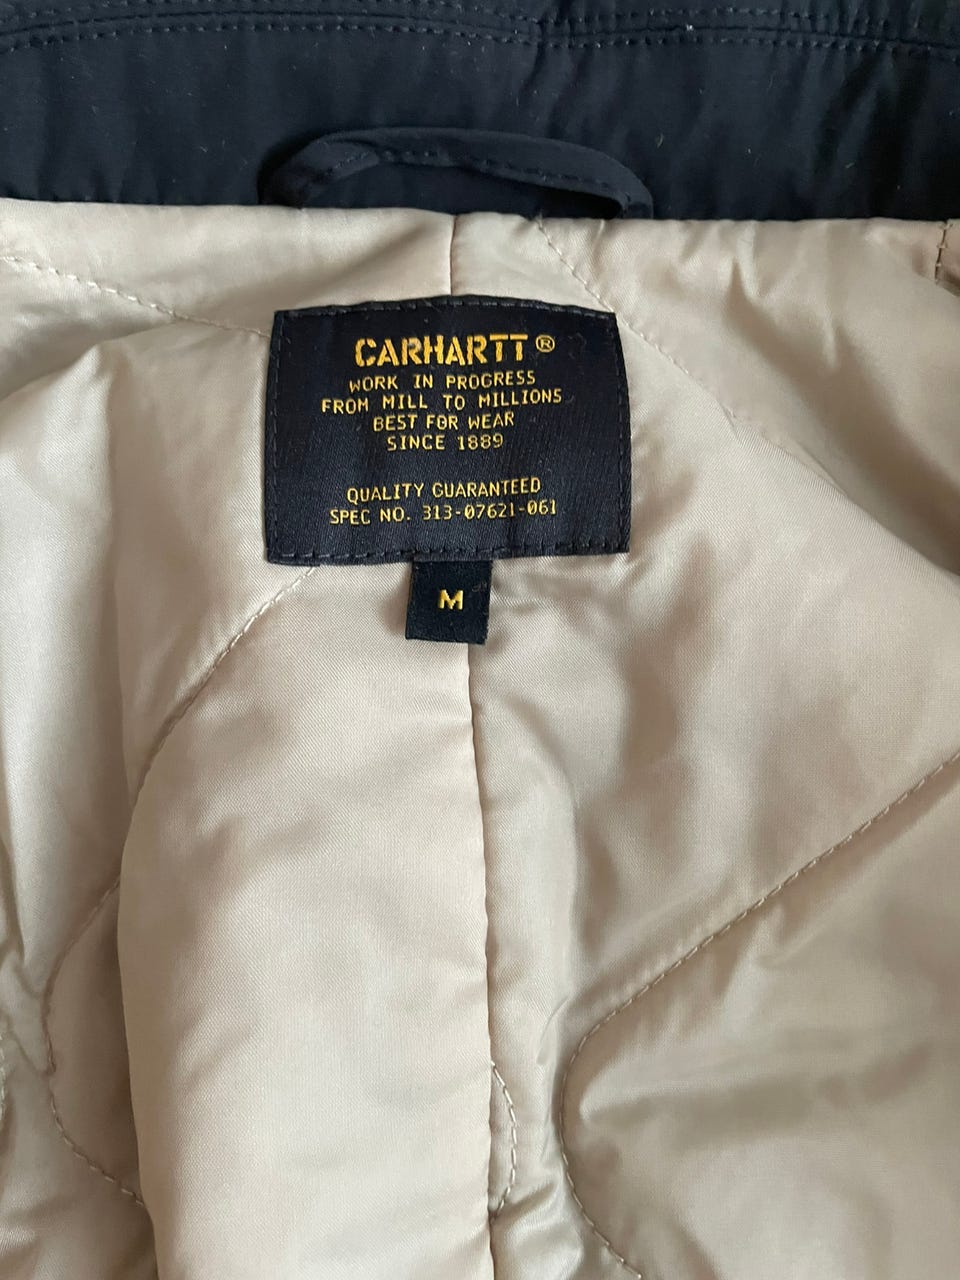 CARHARTT®
WORK IN PROGRESS
FROM MILL TO MILLIONS
BEST FOR WEAR
SINCE 1889
QUALITY GUARANTEED
SPEC NO. 313-07621-061
M